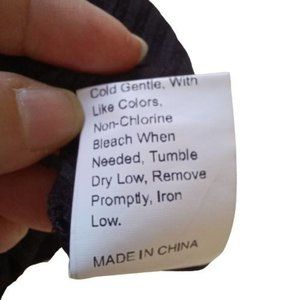 Cold Gentle, With
Like Colors,
Non-Chlorine
Bleach When
Needed, Tumble
Dry Low, Remove
Promptly, Iron
Low.
MADE IN CHINA